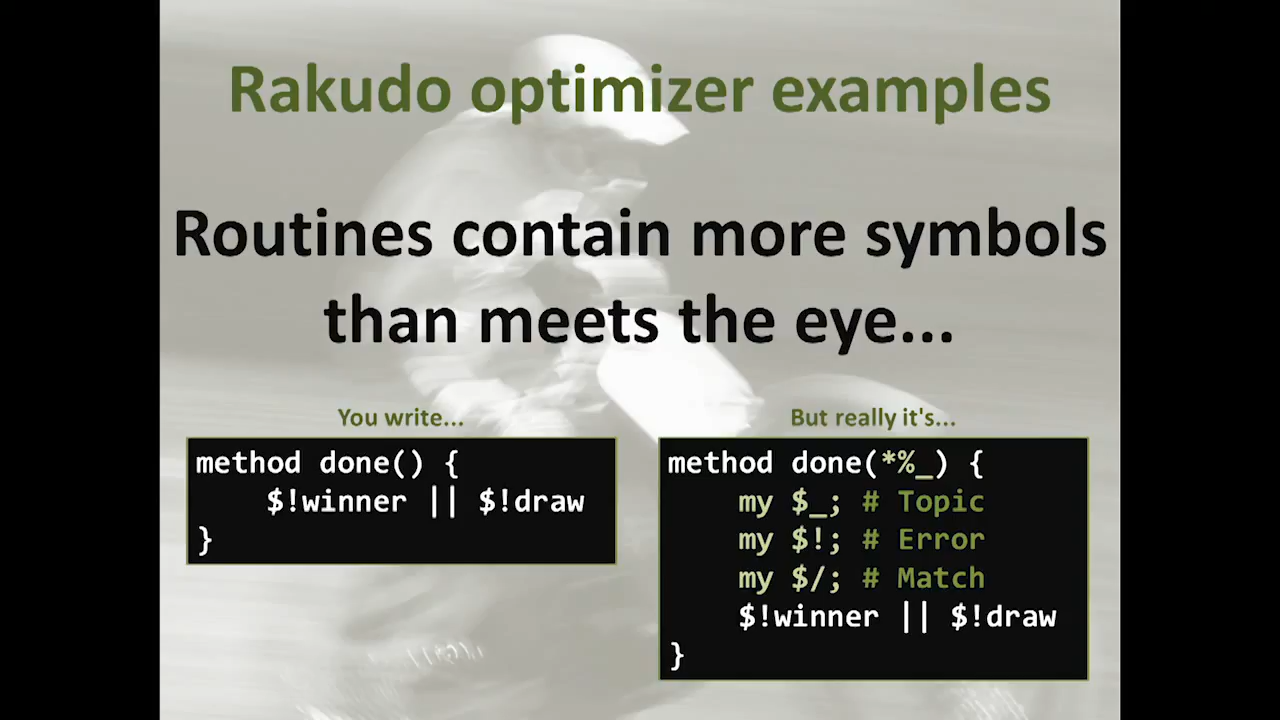 Rakudo optimizer examples
Routines contain more symbols
than meets the eye...
You write...
method done() {
    $!winner || $!draw
}
But really it's...
method done(*%_) {
    my $_; # Topic
    my $!; # Error
    my $/; # Match
    $!winner || $!draw
}